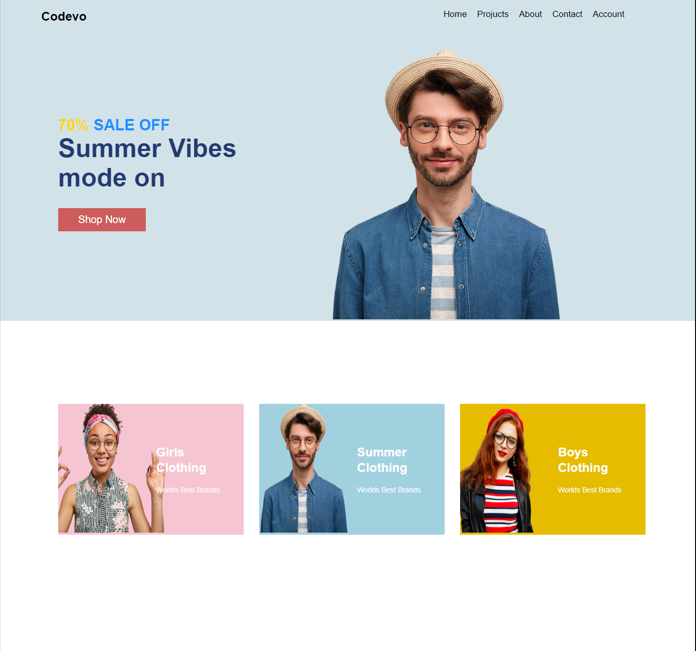 Codevo
Home Projucts About Contact Account
70% SALE OFF
Summer Vibes
mode on
Shop Now
Girls
Clothing
Worlds Best Brands
Summer
Clothing
Worlds Best Brands
Boys
Clothing
Worlds Best Brands